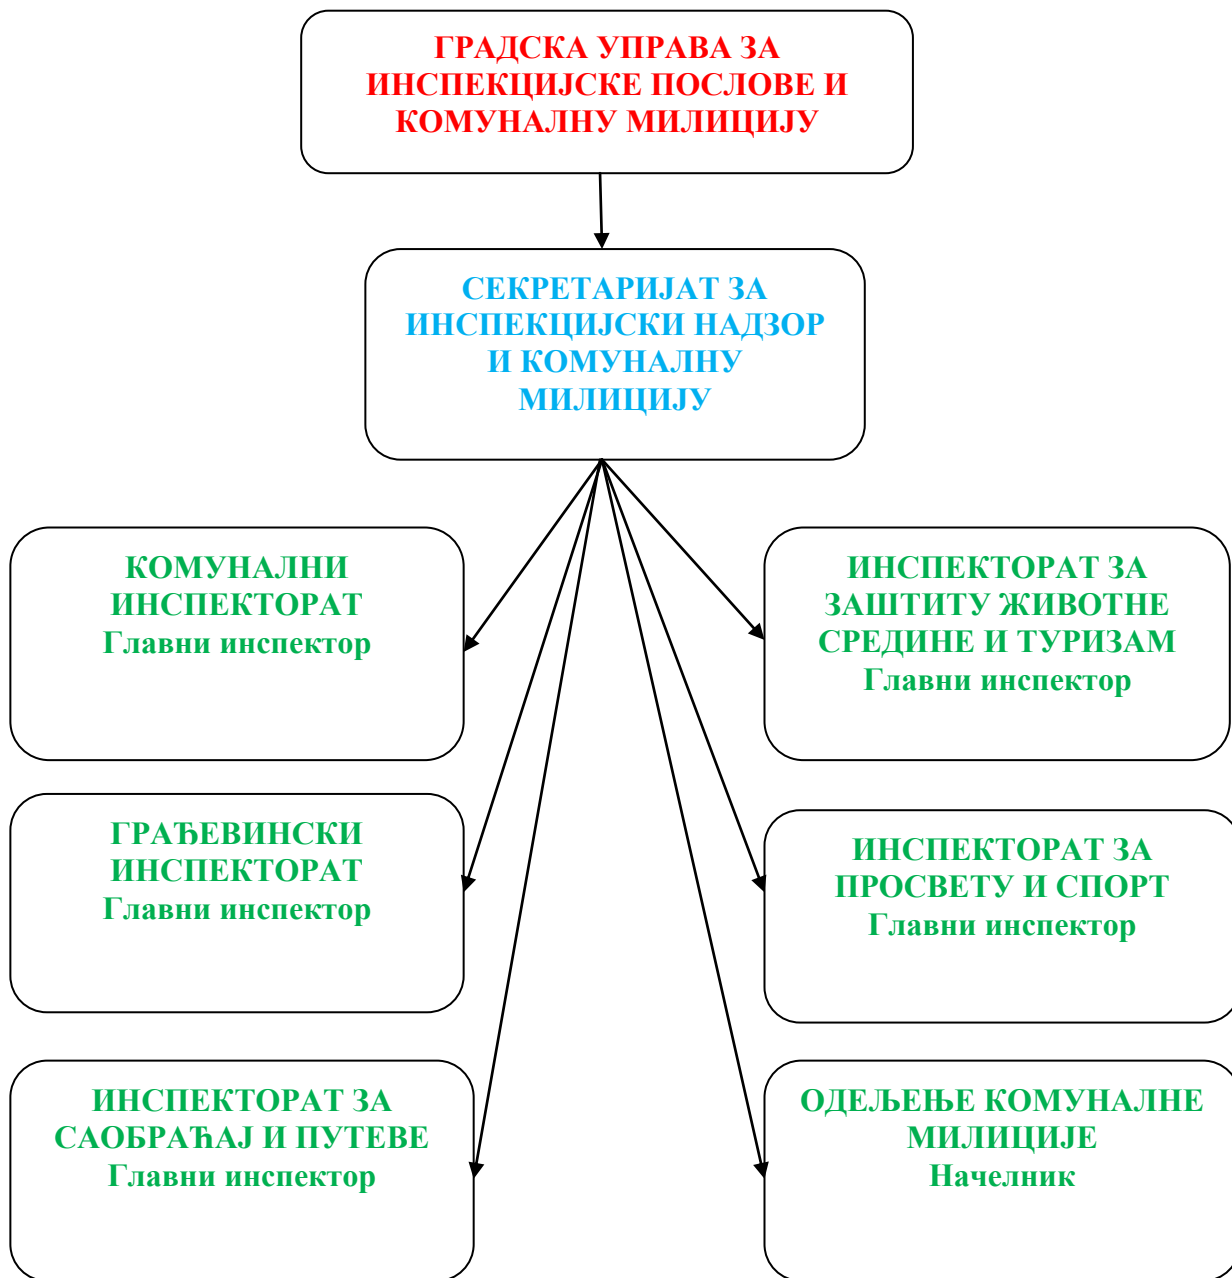 ГРАДСКА УПРАВА ЗА
ИНСПЕКЦИЈСКЕ ПОСЛОВЕ И
КОМУНАЛНУ МИЛИЦИЈУ
СЕКРЕТАРИЈАТ ЗА
ИНСПЕКЦИЈСКИ НАДЗОР
И КОМУНАЛНУ
МИЛИЦИЈУ
КОМУНАЛНИ
ИНСПЕКТОРАТ
Главни инспектор
ИНСПЕКТОРАТ ЗА
ЗАШТИТУ ЖИВОТНЕ
СРЕДИНЕ И ТУРИЗАМ
Главни инспектор
ГРАЂЕВИНСКИ
ИНСПЕКТОРАТ
Главни инспектор
ИНСПЕКТОРАТ ЗА
ПРОСВЕТУ И СПОРТ
Главни инспектор
ИНСПЕКТОРАТ ЗА
САОБРАЋАЈ И ПУТЕВЕ
Главни инспектор
ОДЕЉЕЊЕ КОМУНАЛНЕ
МИЛИЦИЈЕ
Начелник